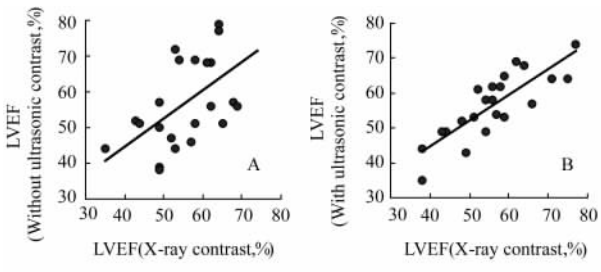 LVEF
(Without ultrasonic contrast,%)
80
70
60
50
40
30
A
30 40 50 60 70 80
LVEF(X-ray contrast,%)
LVEF
(With ultrasonic contrast,%)
80
70
60
50
40
30
B
30 40 50 60 70 80
LVEF(X-ray contrast,%)